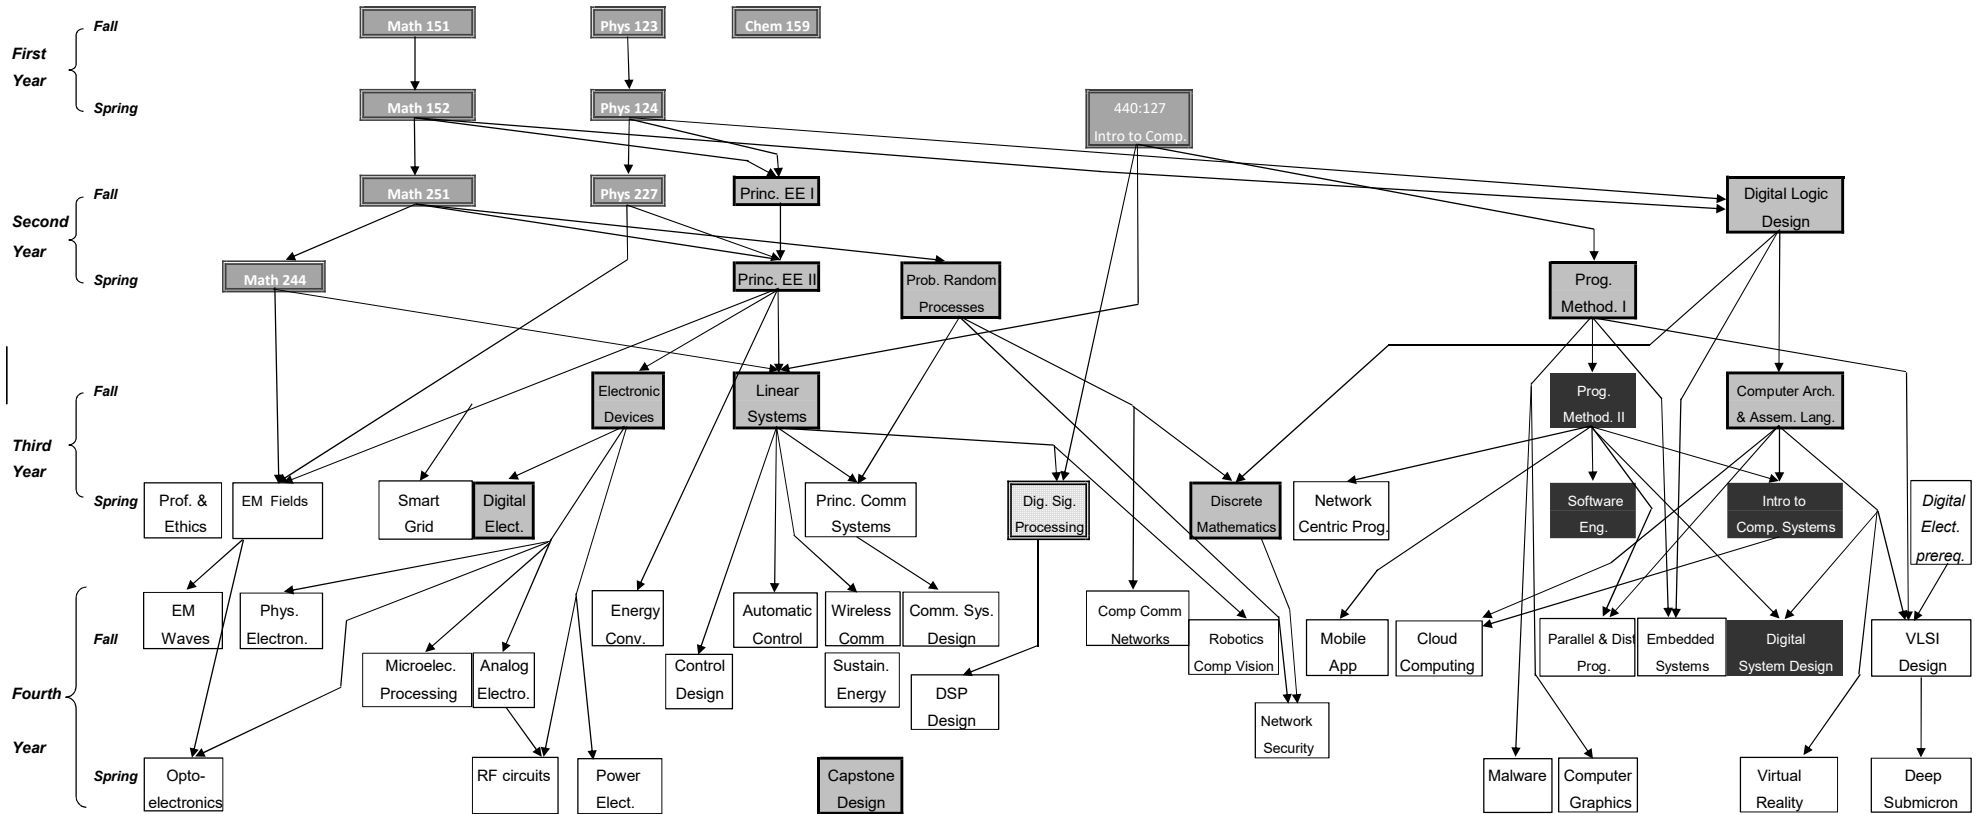 Fall
Math 151
Phys 123
Chem 159
First
Year
Spring
Math 152
Phys 124
440:127
Intro to Comp.
Fall
Math 251
Phys 227
Princ. EE I
Digital Logic
Design
Second
Year
Spring
Math 244
Princ. EE II
Prob. Random
Processes
Prog.
Method. I
Fall
Electronic
Devices
Linear
Systems
Prog.
Method. II
Computer Arch.
& Assem. Lang.
Third
Year
Spring
Prof. &
Ethics
EM Fields
Smart
Grid
Digital
Elect.
Princ. Comm
Systems
Dig. Sig.
Processing
Discrete
Mathematics
Network
Centric Prog.
Software
Eng.
Intro to
Comp. Systems
Digital
Elect.
prereq.
Fall
EM
Waves
Phys.
Electron.
Microelec.
Processing
Analog
Electro.
Energy
Conv.
Control
Design
Automatic
Control
Wireless
Comm
Sustain.
Energy
Comm. Sys.
Design
DSP
Design
Comp Comm
Networks
Robotics
Comp Vision
Network
Security
Mobile
App
Cloud
Computing
Parallel & Dist
Prog.
Embedded
Systems
Digital
System Design
VLSI
Design
Fourth
Year
Spring
Opto-
electronics
RF circuits
Power
Elect.
Capstone
Design
Malware
Computer
Graphics
Virtual
Reality
Deep
Submicron